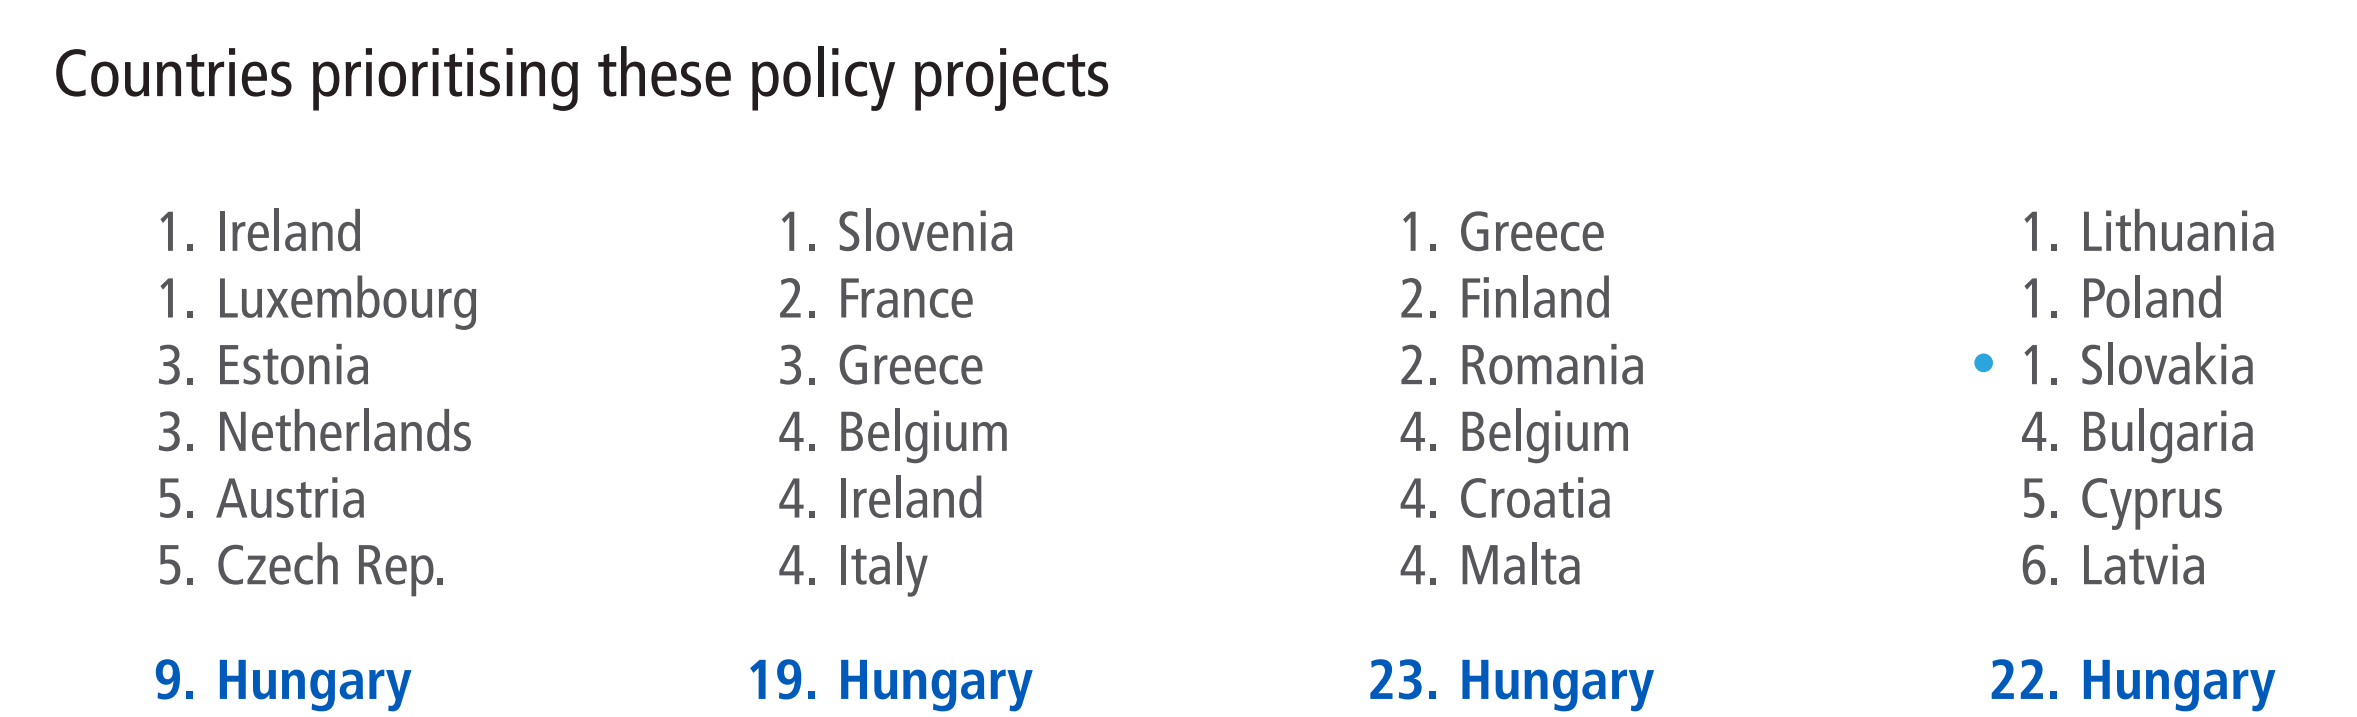 Countries prioritising these policy projects
1. Ireland
1. Luxembourg
3. Estonia
3. Netherlands
5. Austria
5. Czech Rep.
9. Hungary
1. Slovenia
2. France
3. Greece
4. Belgium
4. Ireland
4. Italy
19. Hungary
1. Greece
2. Finland
2. Romania
4. Belgium
4. Croatia
4. Malta
23. Hungary
1. Lithuania
1. Poland
• 1. Slovakia
4. Bulgaria
5. Cyprus
6. Latvia
22. Hungary